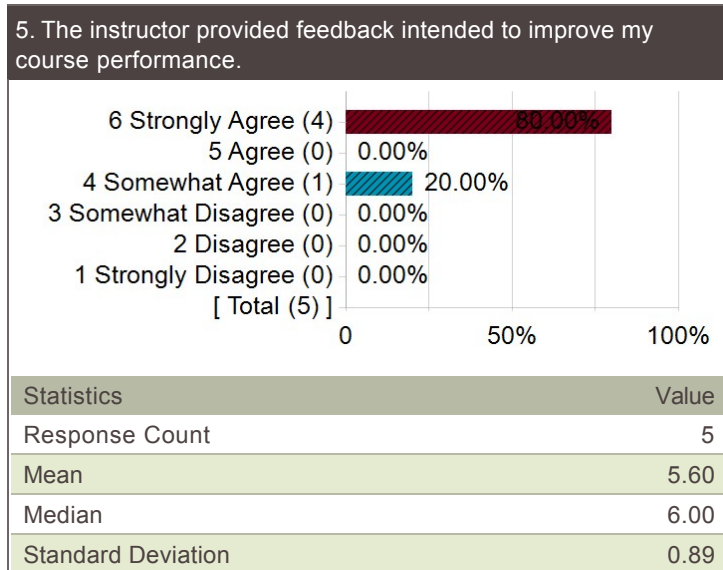 5. The instructor provided feedback intended to improve my
course performance.
6 Strongly Agree (4) 80.00%
5 Agree (0) 0.00%
4 Somewhat Agree (1) 20.00%
3 Somewhat Disagree (0) 0.00%
2 Disagree (0) 0.00%
1 Strongly Disagree (0) 0.00%
[ Total (5) ]
0 50% 100%
Statistics Value
Response Count 5
Mean 5.60
Median 6.00
Standard Deviation 0.89